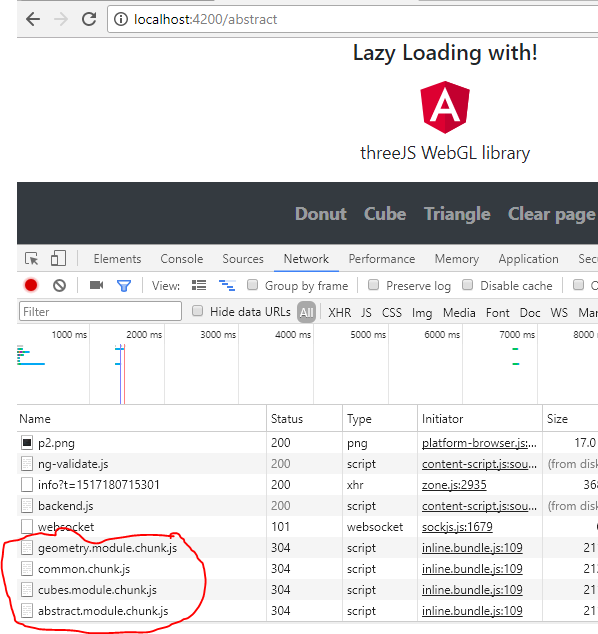 localhost:4200/abstract
Lazy Loading with!
A
threeJS WebGL library
Donut Cube Triangle Clear page
Elements Console Sources Network Performance Memory Application Sec
View: Group by frame Preserve log Disable cache O
Filter Hide data URLs All XHR JS CSS Img Media Font Doc WS Man
1000 ms 2000 ms 3000 ms 4000 ms 5000 ms 6000 ms 7000 ms 8000 m
Name Status Type Initiator Size
p2.png 200 png platform-browser.js:... 17.0
ng-validate.js 200 script content-script.js:sou... (from disk
info?t=1517180715301 200 xhr zone.js:2935 368
backend.js 200 script content-script.js:sou... (from disk
websocket 101 websocket sockjs.js:1679
geometry.module.chunk.js 304 script inline.bundle.js:109 21
common.chunk.js 304 script inline.bundle.js:109 21
cubes.module.chunk.js 304 script inline.bundle.js:109 21
abstract.module.chunk.js 304 script inline.bundle.js:109 21